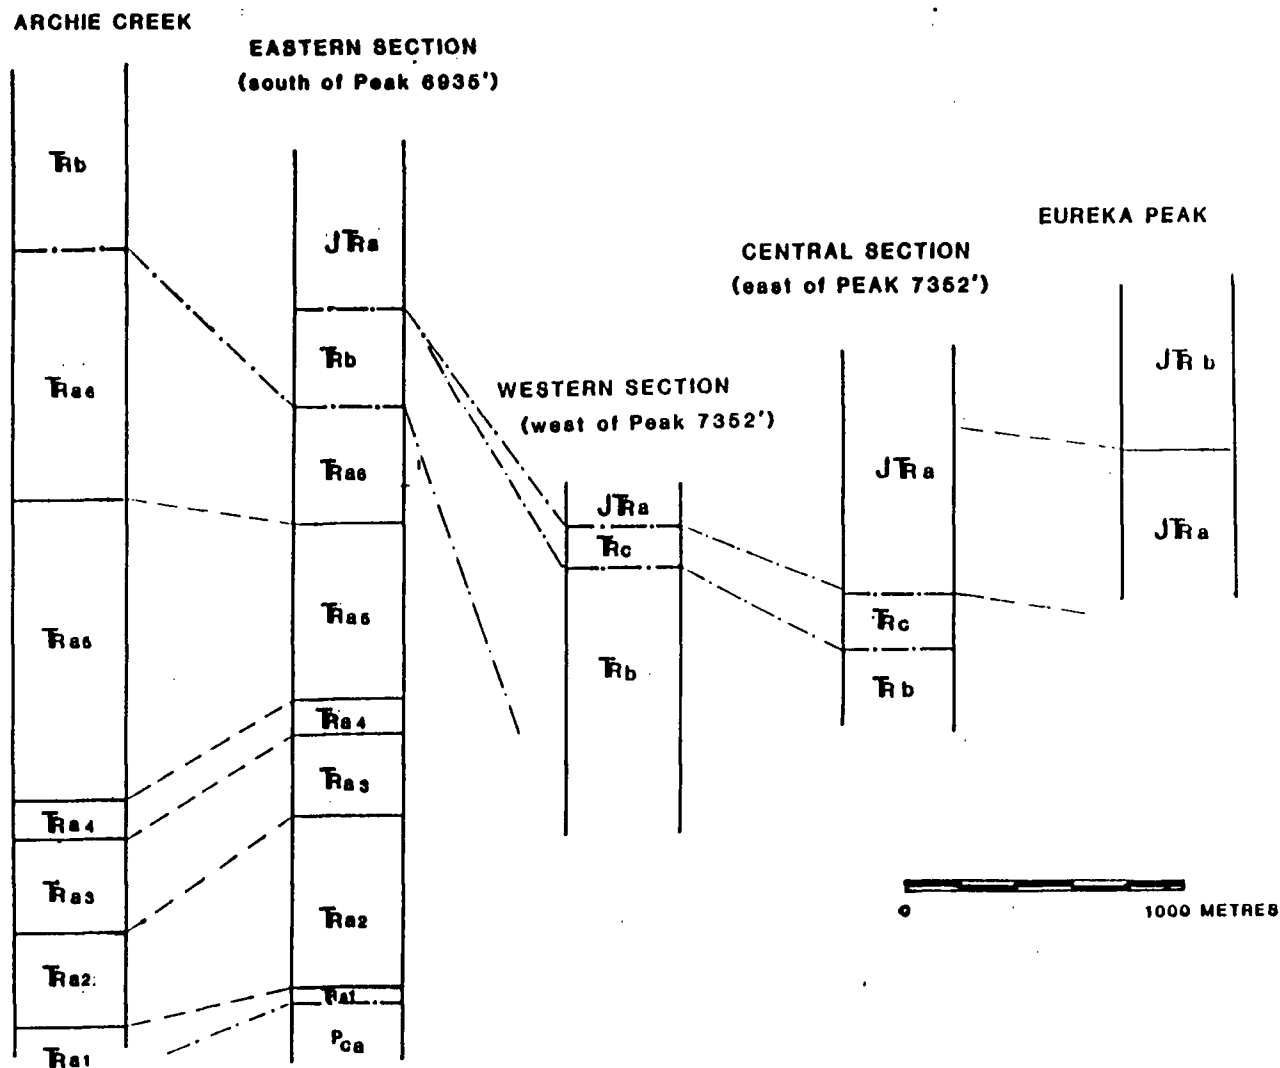 ARCHIE CREEK
TRb
TRa6
TRa5
TRa4
TRa3
TRa2
TRa1
EASTERN SECTION
(south of Peak 6935')
JTRa
TRb
TRa6
TRa5
TRa4
TRa3
TRa2
TRa1
Pca
WESTERN SECTION
(west of Peak 7352')
JTRa
TRc
TRb
CENTRAL SECTION
(east of PEAK 7352')
JTRa
TRc
TRb
EUREKA PEAK
JTRb
JTRa
0 1000 METRES